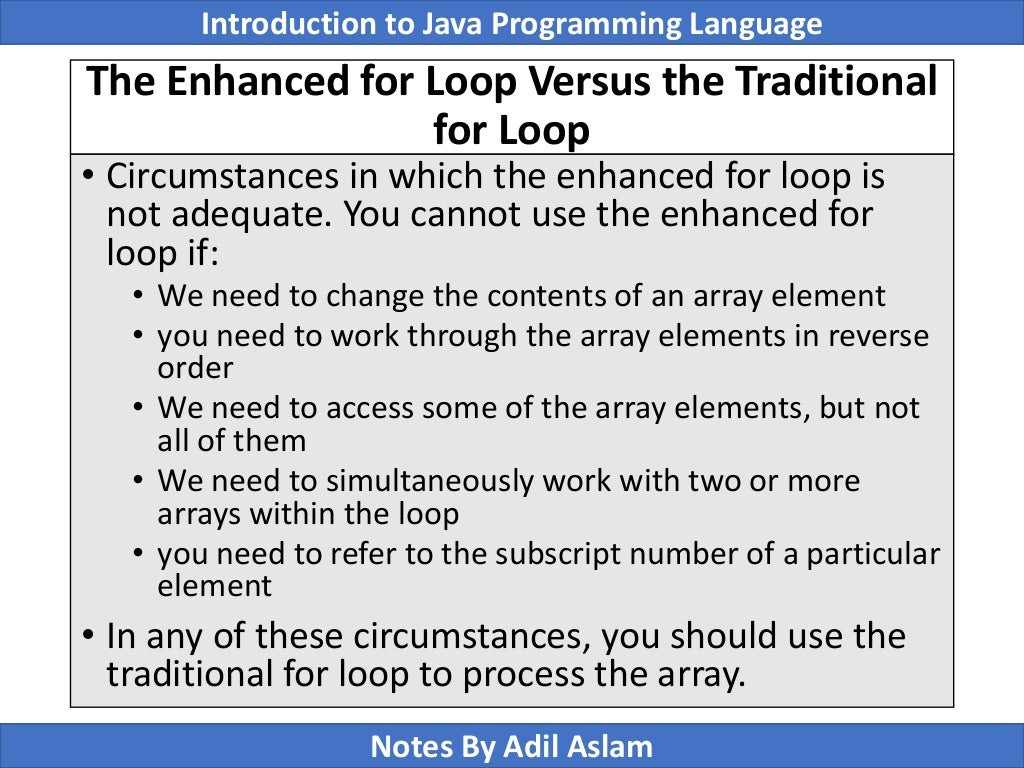 Introduction to Java Programming Language
The Enhanced for Loop Versus the Traditional
for Loop
• Circumstances in which the enhanced for loop is
not adequate. You cannot use the enhanced for
loop if:
• We need to change the contents of an array element
• you need to work through the array elements in reverse
order
• We need to access some of the array elements, but not
all of them
• We need to simultaneously work with two or more
arrays within the loop
• you need to refer to the subscript number of a particular
element
• In any of these circumstances, you should use the
traditional for loop to process the array.
Notes By Adil Aslam